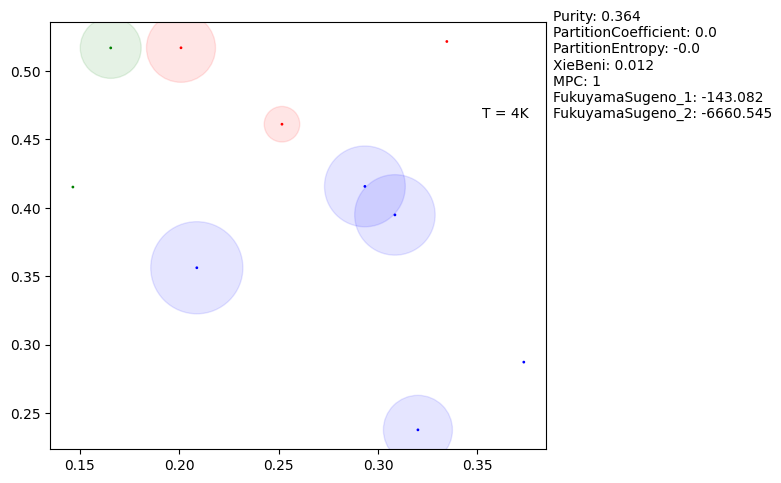 Purity: 0.364
PartitionCoefficient: 0.0
PartitionEntropy: -0.0
XieBeni: 0.012
MPC: 1
FukuyamaSugeno_1: -143.082
FukuyamaSugeno_2: -6660.545
T = 4K
0.50
0.45
0.40
0.35
0.30
0.25
0.15
0.20
0.25
0.30
0.35